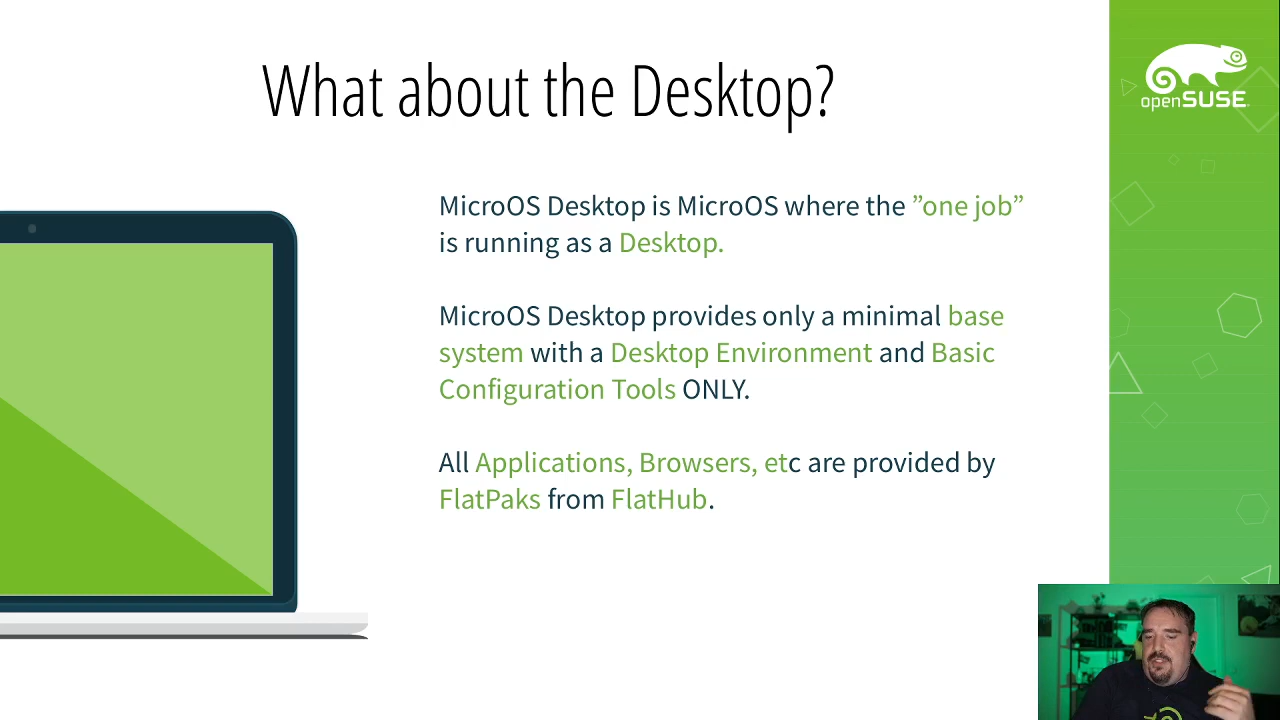 What about the Desktop?
openSUSE
MicroOS Desktop is MicroOS where the ”one job”
is running as a Desktop.
MicroOS Desktop provides only a minimal base
system with a Desktop Environment and Basic
Configuration Tools ONLY.
All Applications, Browsers, etc are provided by
FlatPaks from FlatHub.